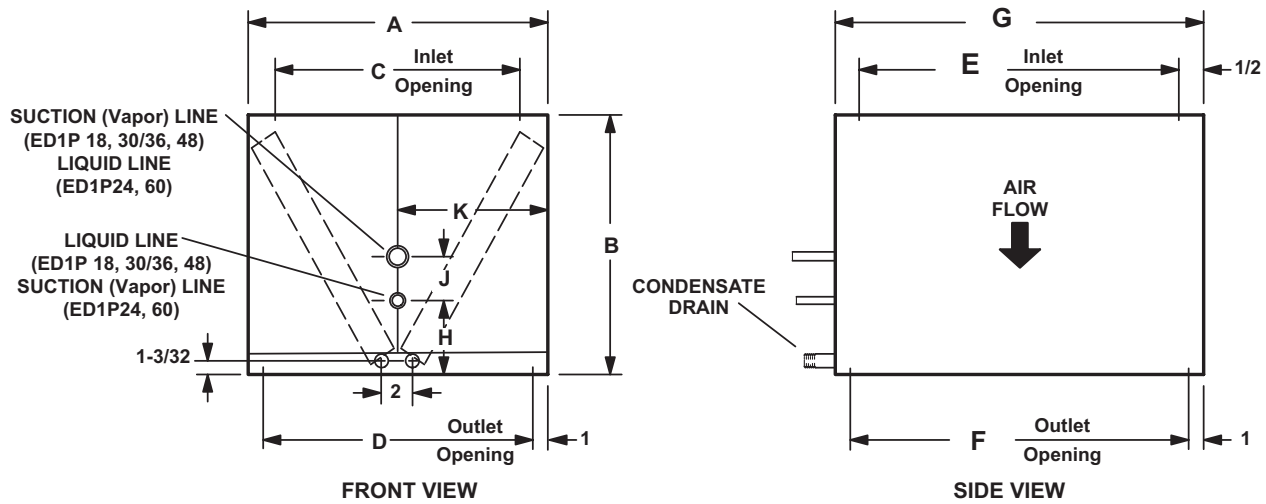 A
C
Inlet
Opening
SUCTION (Vapor) LINE
(ED1P 18, 30/36, 48)
LIQUID LINE
(ED1P24, 60)
K
B
J
LIQUID LINE
(ED1P 18, 30/36, 48)
SUCTION (Vapor) LINE
(ED1P24, 60)
H
1-3/32
2
D
Outlet
Opening
1
FRONT VIEW
G
E
Inlet
Opening
1/2
AIR
FLOW
CONDENSATE
DRAIN
F
Outlet
Opening
1
SIDE VIEW